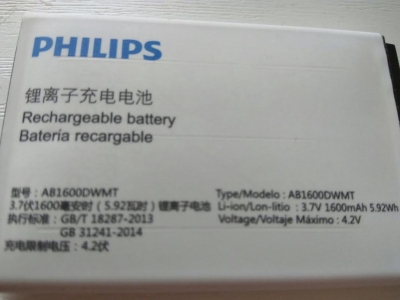 PHILIPS
锂离子充电电池
Rechargeable battery
Batería recargable
型号: AB1600DWMT
3.7伏1600毫安时（5.92瓦时）锂离子电池
执行标准: GB/T 18287-2013
GB 31241-2014
充电限制电压: 4.2伏
Type/Modelo : AB1600DWMT
Li-ion/Lon-litio : 3.7V 1600mAh 5.92Wh
Voltage/Voltaje Máximo : 4.2V